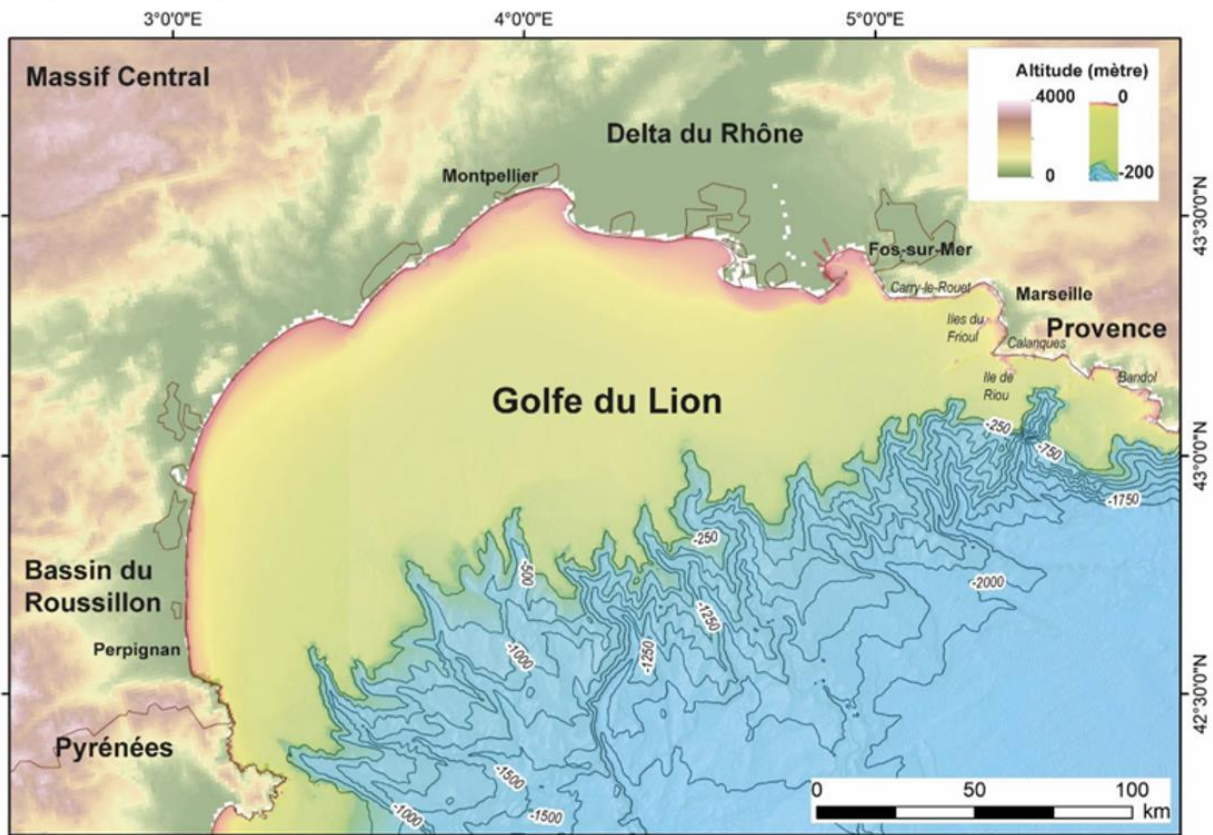 3°0'0"E
4°0'0"E
5°0'0"E
Massif Central
Altitude (mètre)
4000
0
0
-200
Delta du Rhône
Montpellier
43°30'0"N
Fos-sur-Mer
Carry-le-Rouet
Marseille
Iles du
Frioul
Provence
Calanques
Ile de
Riou
Bandol
Golfe du Lion
-250
-750
43°0'0"N
-1750
-250
-500
-2000
Bassin du
Roussillon
-1250
Perpignan
-1000
-1250
42°30'0"N
Pyrénées
-1500
-1000
-1500
0
50
100
km